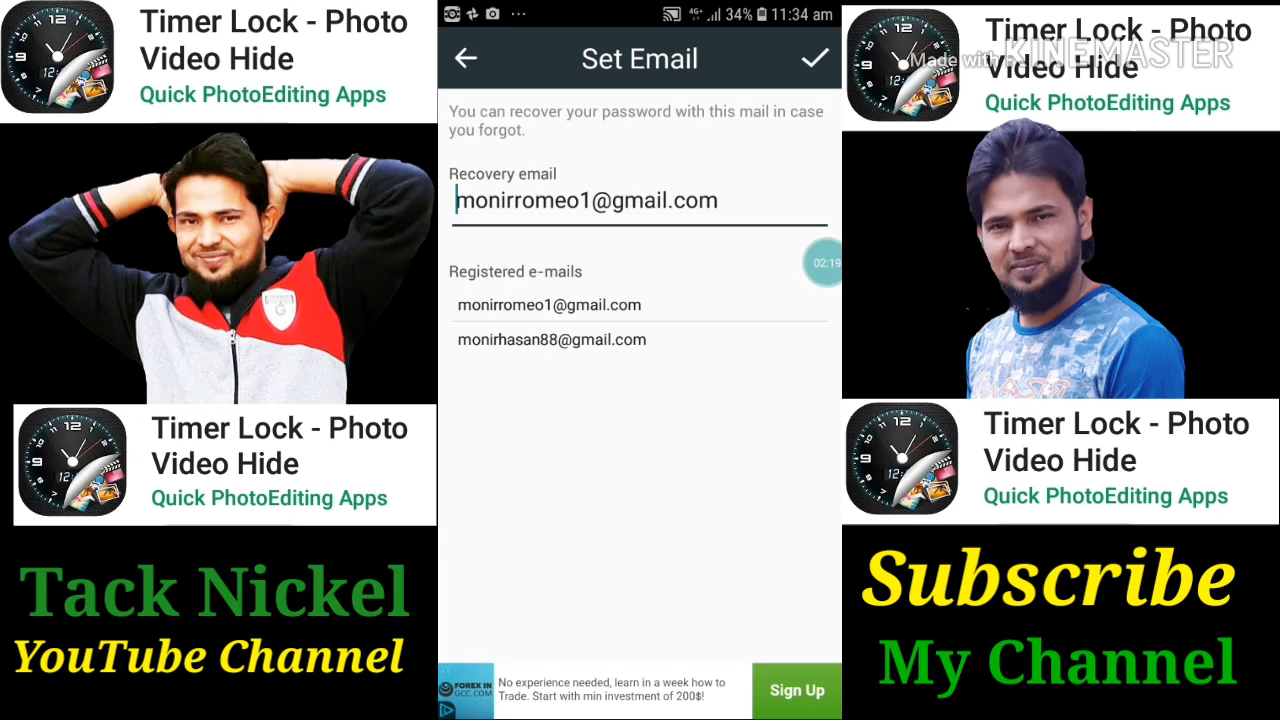 Timer Lock - Photo
Video Hide
Quick PhotoEditing Apps
Timer Lock - Photo
Video Hide
Quick PhotoEditing Apps
Tack Nickel
YouTube Channel
34% 11:34 am
Set Email
You can recover your password with this mail in case
you forgot.
Recovery email
monirromeo1@gmail.com
02:19
Registered e-mails
monirromeo1@gmail.com
monirhasan88@gmail.com
FOREX IN
GCC.COM
No experience needed, learn in a week how to
Trade. Start with min investment of 200$!
Sign Up
Timer Lock - Photo
Made with KINEMASTER
Video Hide
Quick PhotoEditing Apps
Timer Lock - Photo
Video Hide
Quick PhotoEditing Apps
Subscribe
My Channel